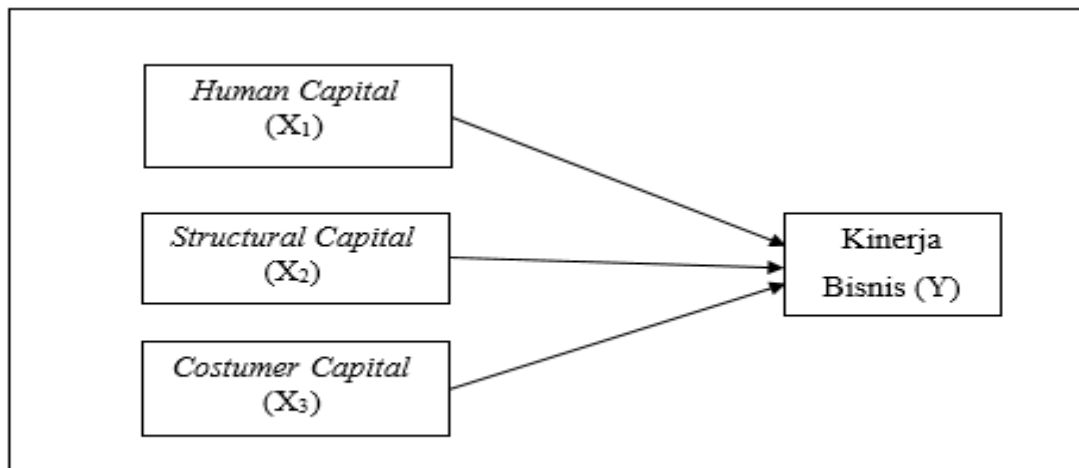 Human Capital
(X₁)
Structural Capital
(X₂)
Costumer Capital
(X₃)
Kinerja
Bisnis (Y)